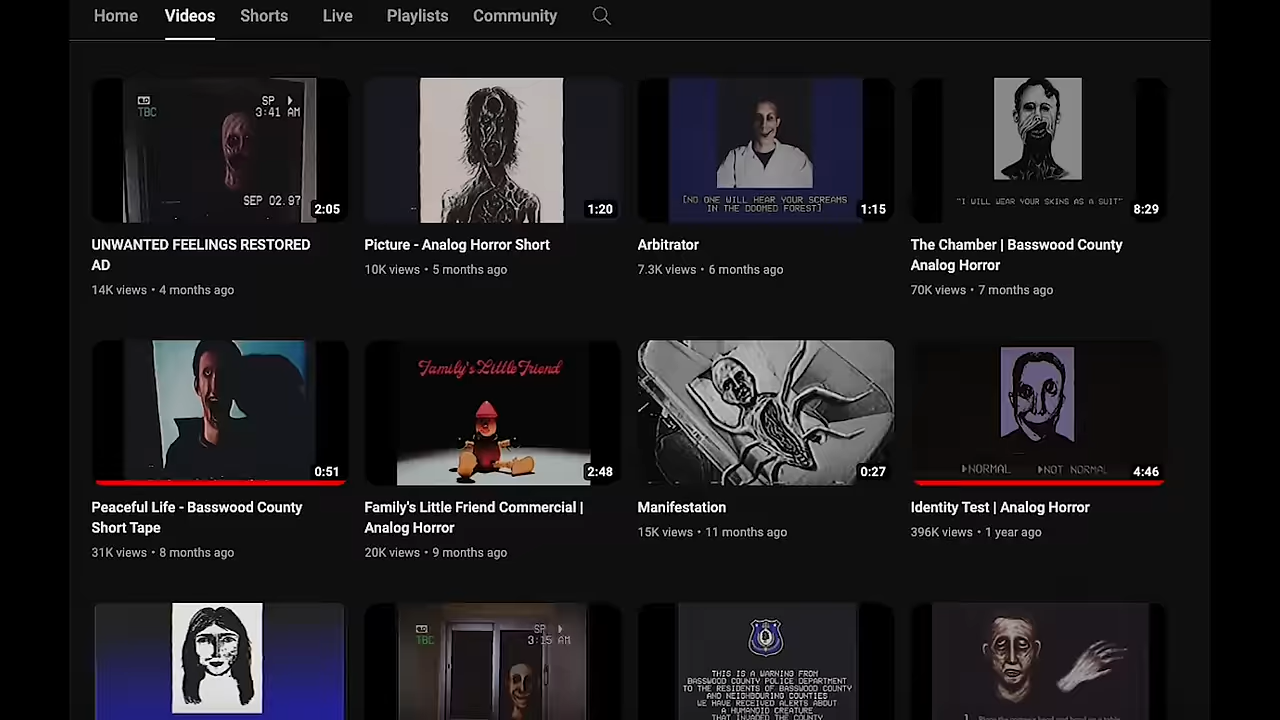 Home Videos Shorts Live Playlists Community
TBC SP 3:41 AM
SEP 02.97
2:05
1:20
[NO ONE WILL HEAR YOUR SCREAMS
IN THE DOOMED FOREST]
1:15
"I WILL WEAR YOUR SKINS AS A SUIT"
8:29
UNWANTED FEELINGS RESTORED
AD
14K views • 4 months ago
Picture - Analog Horror Short
10K views • 5 months ago
Arbitrator
7.3K views • 6 months ago
The Chamber | Basswood County
Analog Horror
70K views • 7 months ago
0:51
Family's Little Friend
2:48
0:27
NORMAL NOT NORMAL
4:46
Peaceful Life - Basswood County
Short Tape
31K views • 8 months ago
Family's Little Friend Commercial |
Analog Horror
20K views • 9 months ago
Manifestation
15K views • 11 months ago
Identity Test | Analog Horror
396K views • 1 year ago
TBC SP 3:15 AM
THIS IS A WARNING FROM
BASSWOOD COUNTY POLICE DEPARTMENT
TO THE RESIDENTS OF BASSWOOD COUNTY
AND NEIGHBOURING COUNTIES
WE HAVE RECEIVED ALERTS ABOUT
A HUMANOID CREATURE
THAT INVADED THE COUNTY